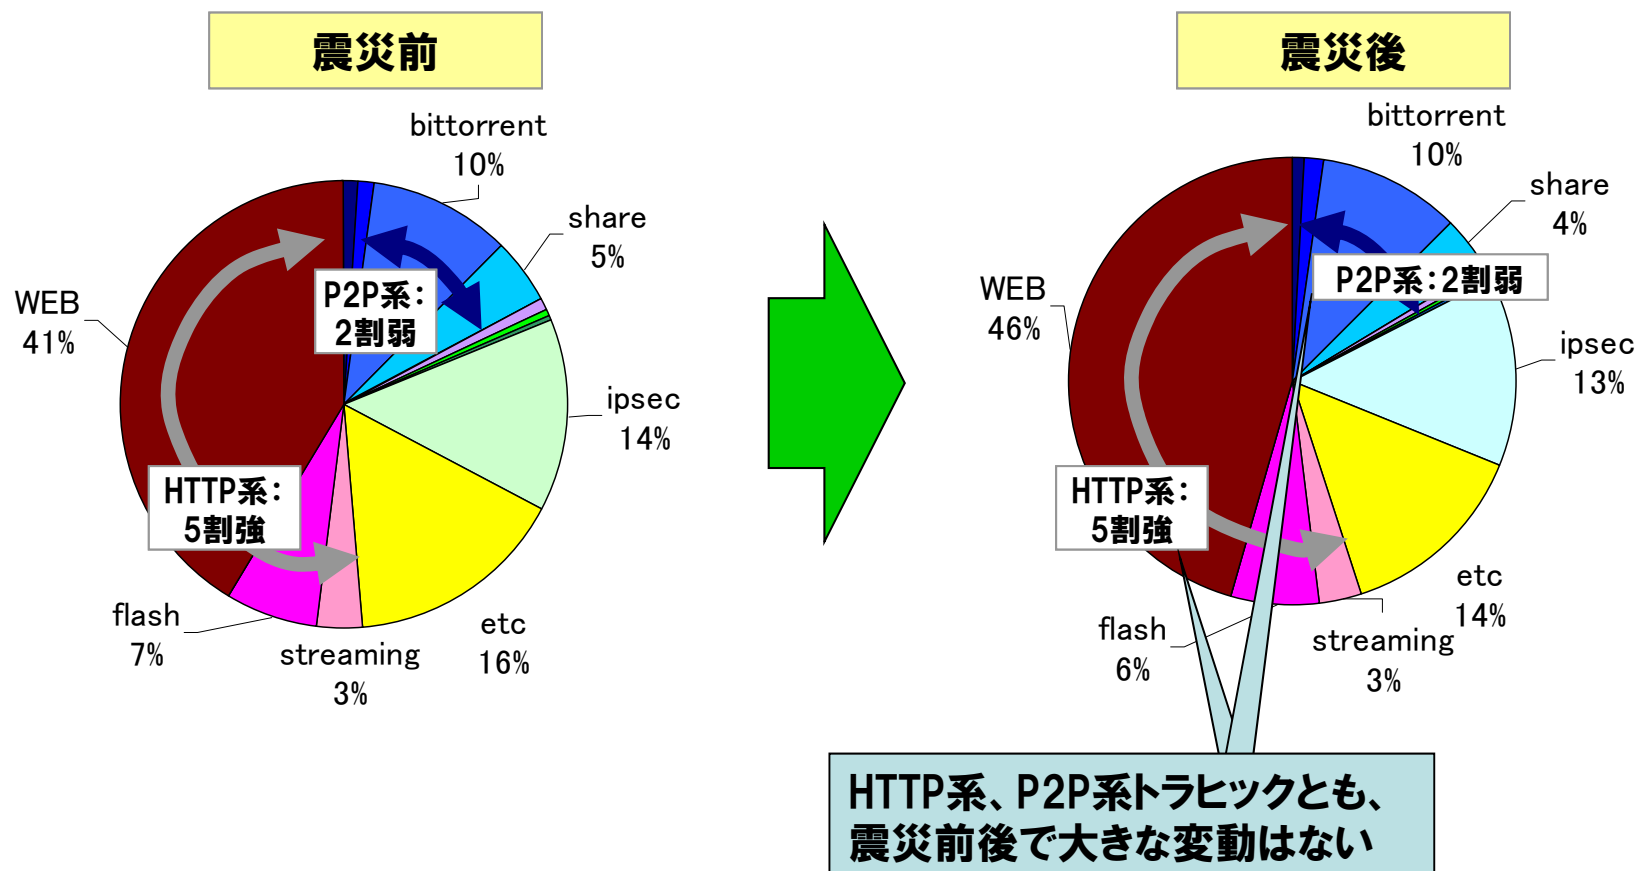 震災前
bittorrent
10%
share
5%
WEB
41%
P2P系：
2割弱
ipsec
14%
HTTP系：
5割強
flash
7%
streaming
3%
etc
16%
震災後
bittorrent
10%
share
4%
P2P系：2割弱
WEB
46%
ipsec
13%
HTTP系：
5割強
etc
14%
flash
6%
streaming
3%
HTTP系、P2P系トラヒックとも、
震災前後で大きな変動はない